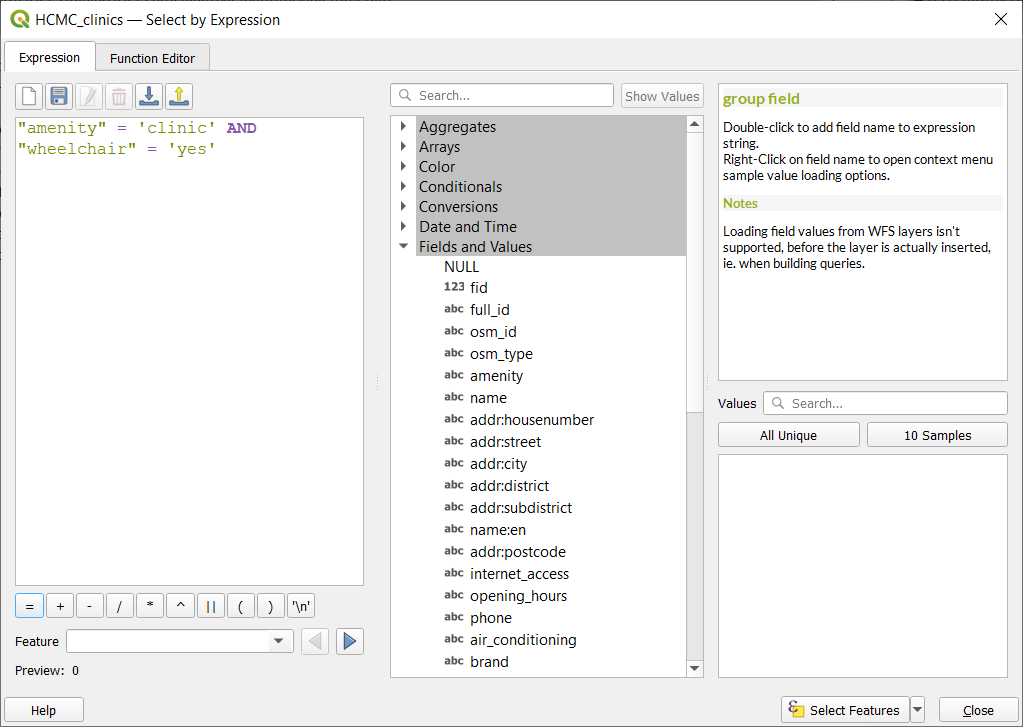 HCMC_clinics — Select by Expression
Expression
Function Editor
"amenity" = 'clinic' AND
"wheelchair" = 'yes'
= + - / * ^ || ( ) '\n'
Feature
Preview: 0
Help
Search...
Show Values
Aggregates
Arrays
Color
Conditionals
Conversions
Date and Time
Fields and Values
NULL
123 fid
abc full_id
abc osm_id
abc osm_type
abc amenity
abc name
abc addr:housenumber
abc addr:street
abc addr:city
abc addr:district
abc addr:subdistrict
abc name:en
abc addr:postcode
abc internet_access
abc opening_hours
abc phone
abc air_conditioning
abc brand
group field
Double-click to add field name to expression
string.
Right-Click on field name to open context menu
sample value loading options.
Notes
Loading field values from WFS layers isn't
supported, before the layer is actually inserted,
ie. when building queries.
Values
Search...
All Unique
10 Samples
Select Features
Close